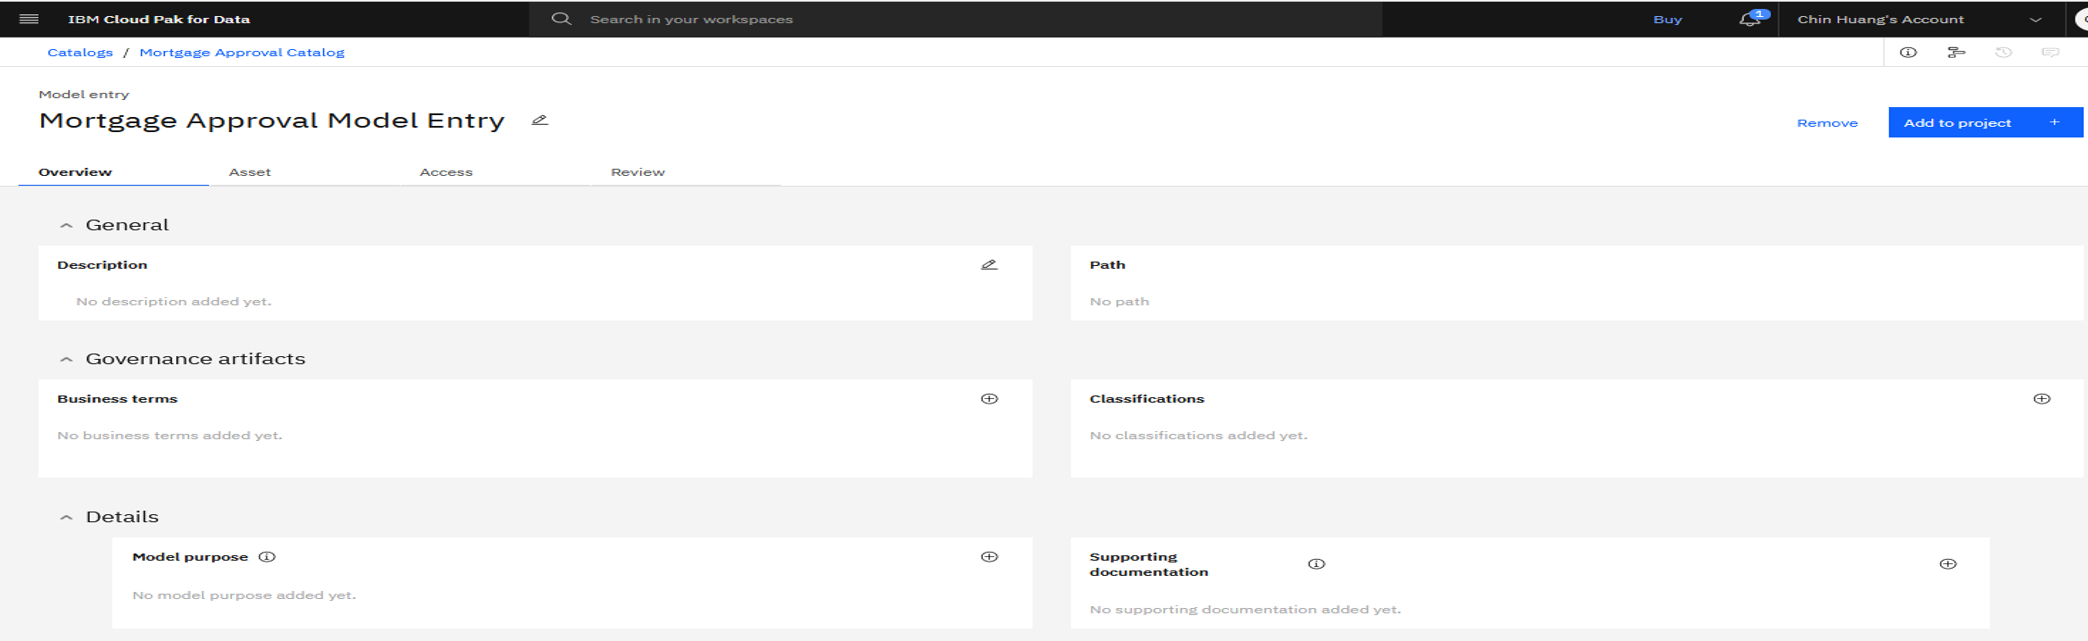 IBM Cloud Pak for Data
Search in your workspaces
Buy
1
Chin Huang's Account
Catalogs / Mortgage Approval Catalog
Model entry
Mortgage Approval Model Entry
Remove
Add to project +
Overview
Asset
Access
Review
General
Description
No description added yet.
Path
No path
Governance artifacts
Business terms
No business terms added yet.
Classifications
No classifications added yet.
Details
Model purpose
No model purpose added yet.
Supporting
documentation
No supporting documentation added yet.